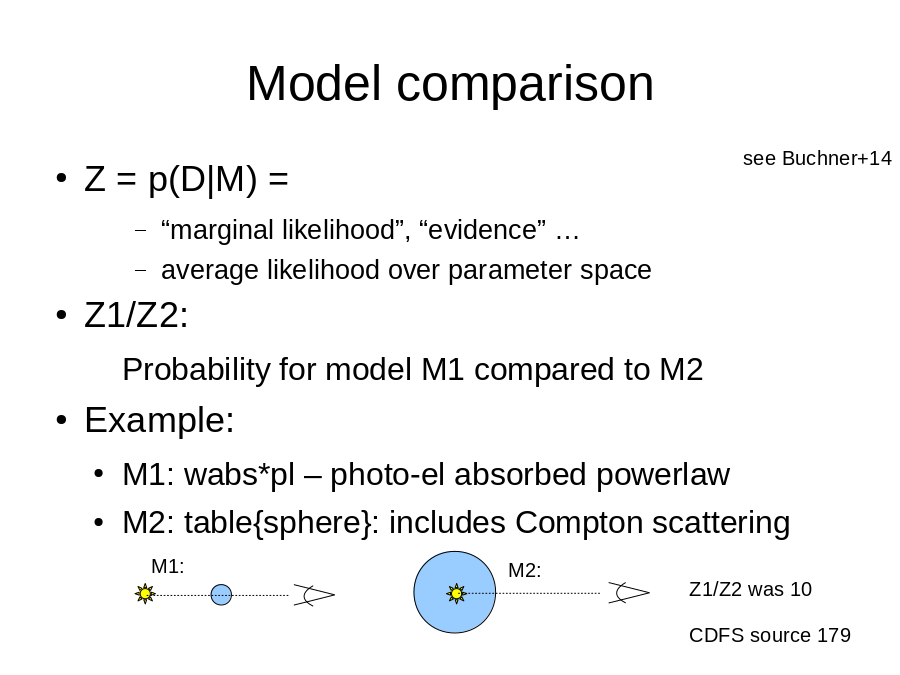 Model comparison
see Buchner+14
• Z = p(D|M) =
– “marginal likelihood”, “evidence” …
– average likelihood over parameter space
• Z1/Z2:
Probability for model M1 compared to M2
• Example:
• M1: wabs*pl – photo-el absorbed powerlaw
• M2: table{sphere}: includes Compton scattering
M1:
M2:
Z1/Z2 was 10
CDFS source 179